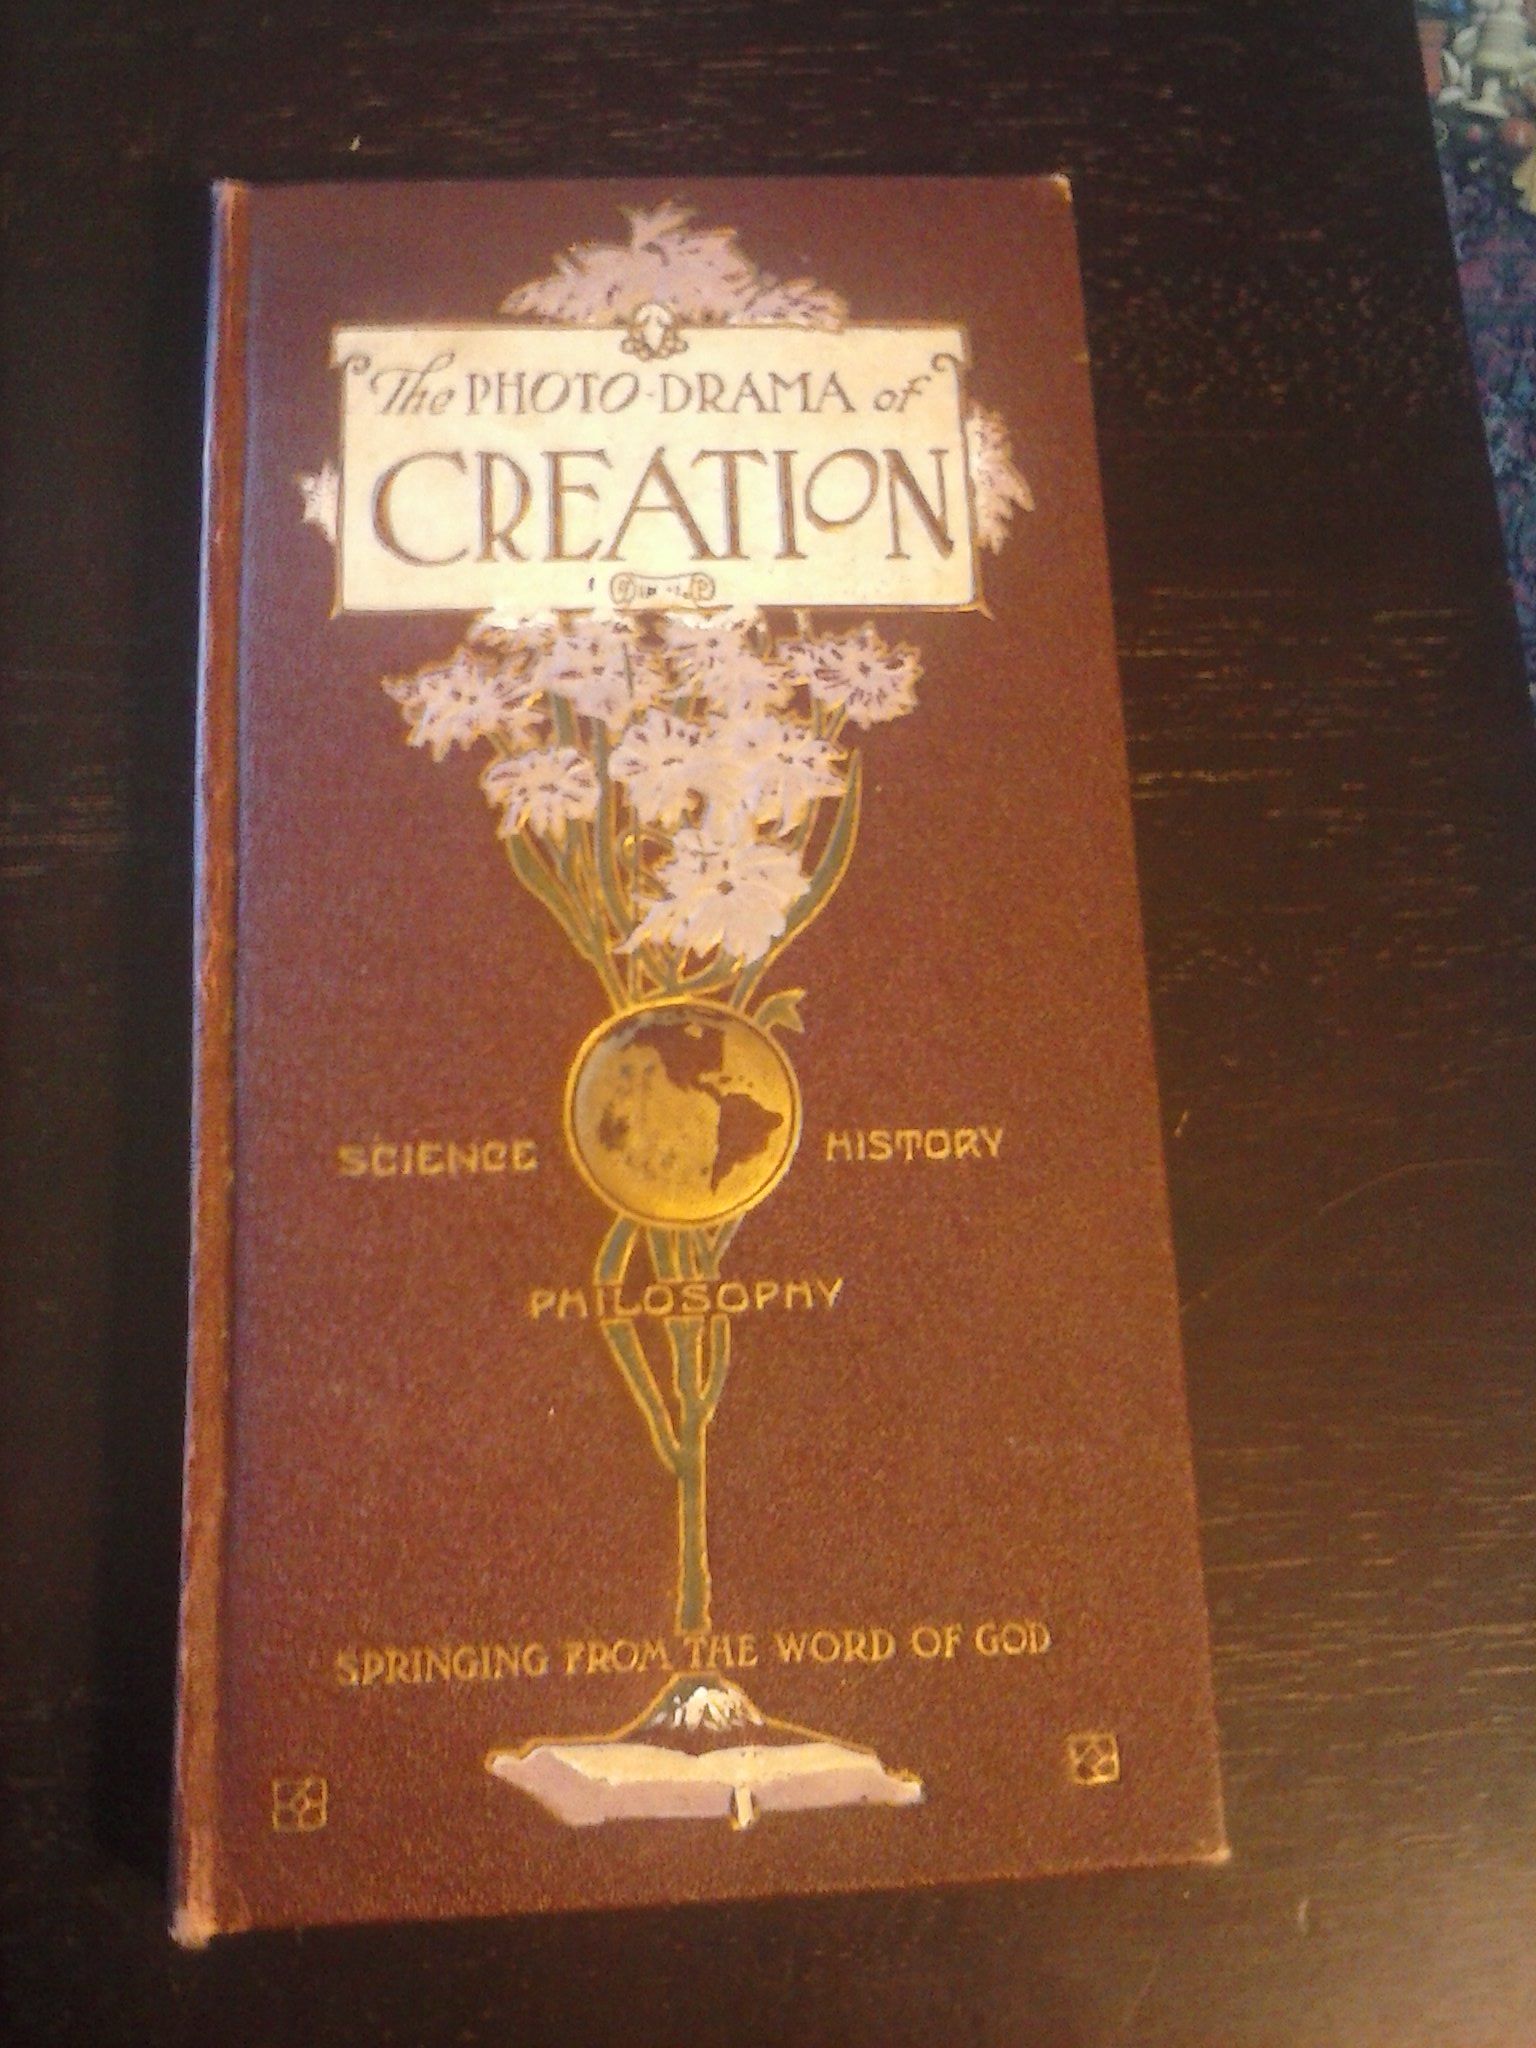 The PHOTO-DRAMA of
CREATION
SCIENCE
HISTORY
PHILOSOPHY
SPRINGING FROM THE WORD OF GOD